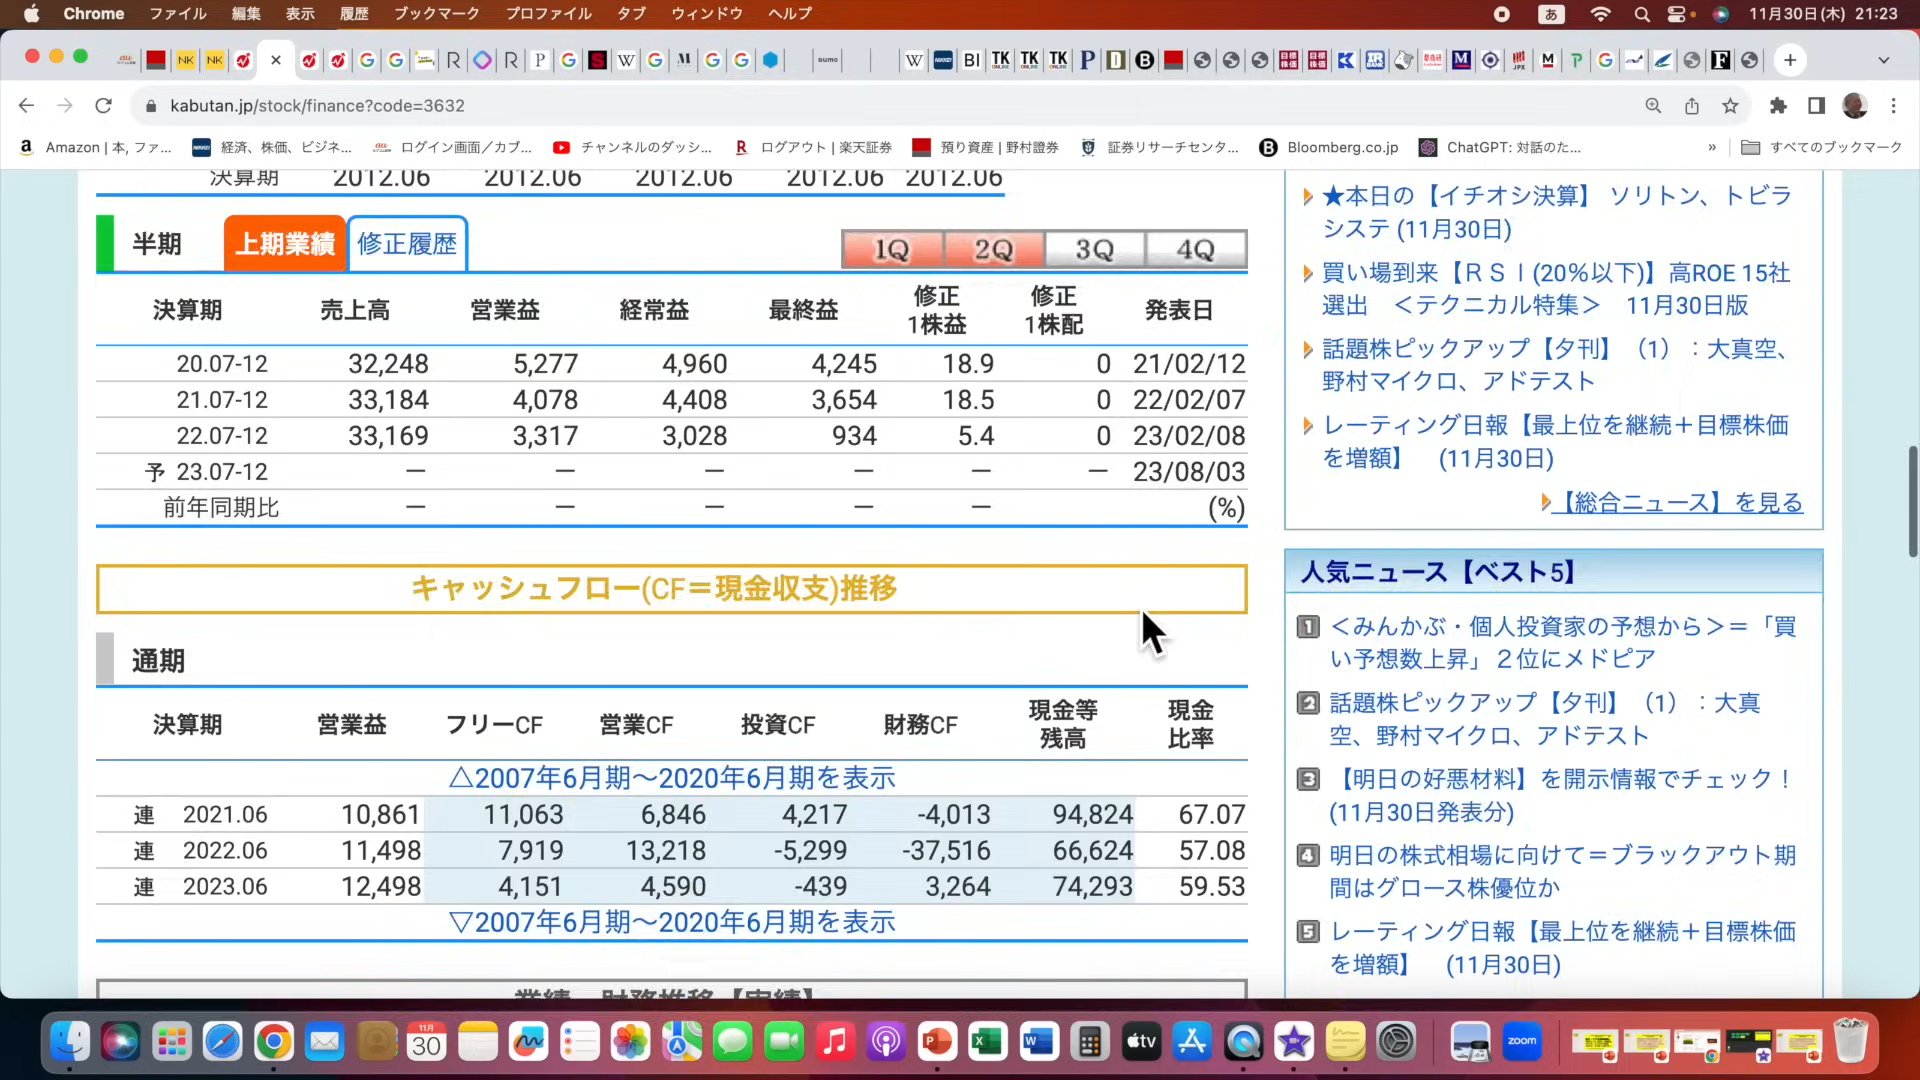 Chrome ファイル 編集 表示 履歴 ブックマーク プロファイル タブ ウィンドウ ヘルプ あ 11月30日(木) 21:23
kabutan.jp/stock/finance?code=3632
Amazon | 本, ファ... 経済、株価、ビジネ... ログイン画面／カブ... チャンネルのダッシ... ログアウト | 楽天証券 預り資産 | 野村證券 証券リサーチセンタ... Bloomberg.co.jp ChatGPT: 対話のた... » すべてのブックマーク
決算期 2012.06 2012.06 2012.06 2012.06 2012.06
半期 上期業績 修正履歴 1Q 2Q 3Q 4Q
決算期 売上高 営業益 経常益 最終益 修正1株益 修正1株配 発表日
20.07-12 32,248 5,277 4,960 4,245 18.9 0 21/02/12
21.07-12 33,184 4,078 4,408 3,654 18.5 0 22/02/07
22.07-12 33,169 3,317 3,028 934 5.4 0 23/02/08
予 23.07-12 － － － － － － 23/08/03
前年同期比 － － － － － (%)
キャッシュフロー(CF＝現金収支)推移
通期
決算期 営業益 フリーCF 営業CF 投資CF 財務CF 現金等残高 現金比率
△2007年6月期～2020年6月期を表示
連 2021.06 10,861 11,063 6,846 4,217 -4,013 94,824 67.07
連 2022.06 11,498 7,919 13,218 -5,299 -37,516 66,624 57.08
連 2023.06 12,498 4,151 4,590 -439 3,264 74,293 59.53
▽2007年6月期～2020年6月期を表示
★本日の【イチオシ決算】 ソリトン、トビラ
システ (11月30日)
買い場到来【ＲＳＩ(20%以下)】高ROE 15社
選出 ＜テクニカル特集＞ 11月30日版
話題株ピックアップ【夕刊】（1）：大真空、
野村マイクロ、アドテスト
レーティング日報【最上位を継続＋目標株価
を増額】 (11月30日)
【総合ニュース】を見る
人気ニュース【ベスト5】
1 ＜みんかぶ・個人投資家の予想から＞＝「買
い予想数上昇」２位にメドピア
2 話題株ピックアップ【夕刊】（1）：大真
空、野村マイクロ、アドテスト
3 【明日の好悪材料】を開示情報でチェック！
(11月30日発表分)
4 明日の株式相場に向けて＝ブラックアウト期
間はグロース株優位か
5 レーティング日報【最上位を継続＋目標株価
を増額】 (11月30日)
11月
30
tv
zoom